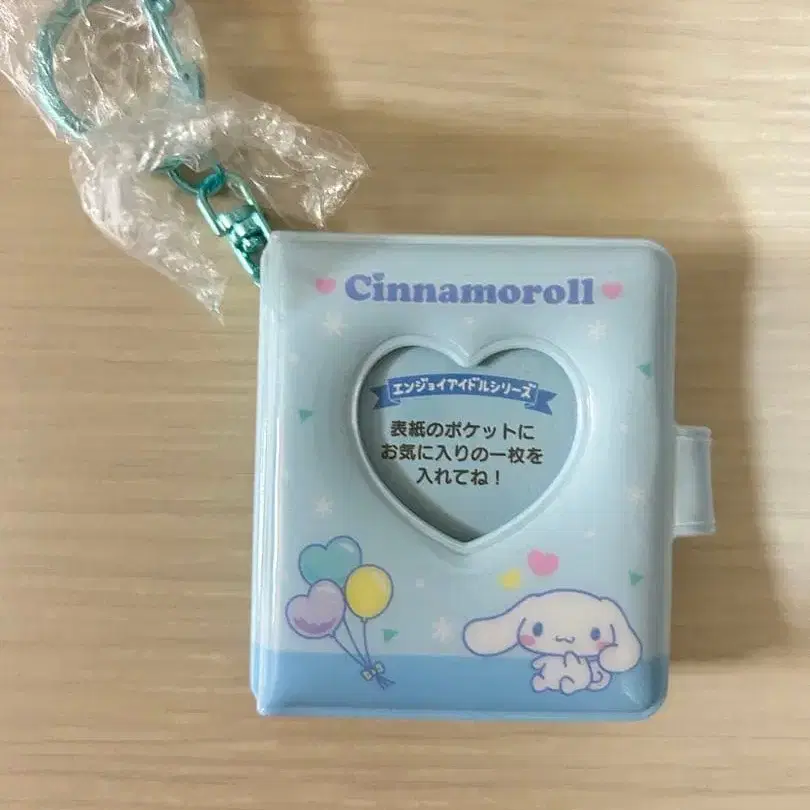 Cinnamoroll
エンジョイアイドルシリーズ
表紙のポケットに
お気に入りの一枚を
入れてね！